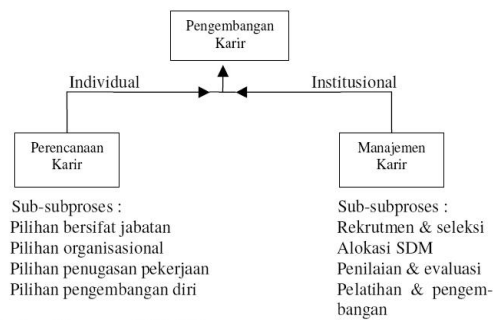 Pengembangan
Karir
Individual
Institusional
Perencanaan
Karir
Manajemen
Karir
Sub-subproses :
Pilihan bersifat jabatan
Pilihan organisasional
Pilihan penugasan pekerjaan
Pilihan pengembangan diri
Sub-subproses :
Rekrutmen & seleksi
Alokasi SDM
Penilaian & evaluasi
Pelatihan & pengem-
bangan